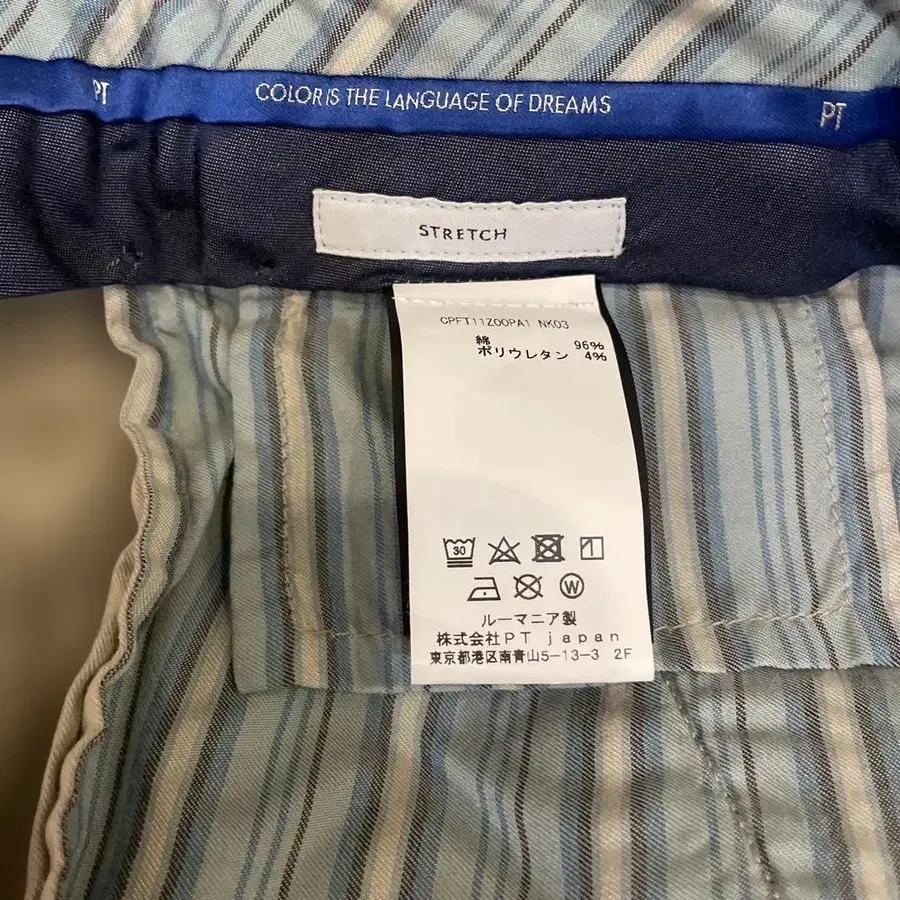 PT COLOR IS THE LANGUAGE OF DREAMS PT
STRETCH
CPFT11Z00PA1 NK03
綿 96%
ポリウレタン 4%
30
W
ルーマニア製
株式会社PT japan
東京都港区南青山5-13-3 2F